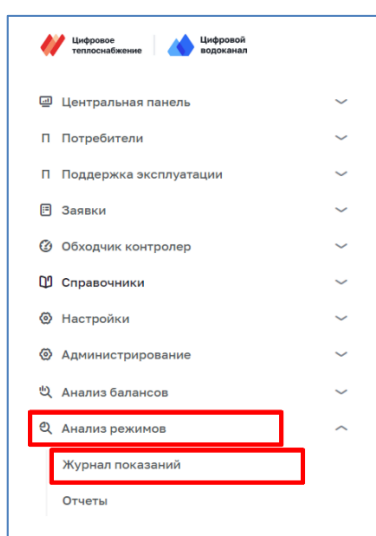 Цифровое
теплоснабжение
Цифровой
водоканал
Центральная панель
П Потребители
П Поддержка эксплуатации
Заявки
Обходчик контролер
Справочники
Настройки
Администрирование
Анализ балансов
Анализ режимов
Журнал показаний
Отчеты